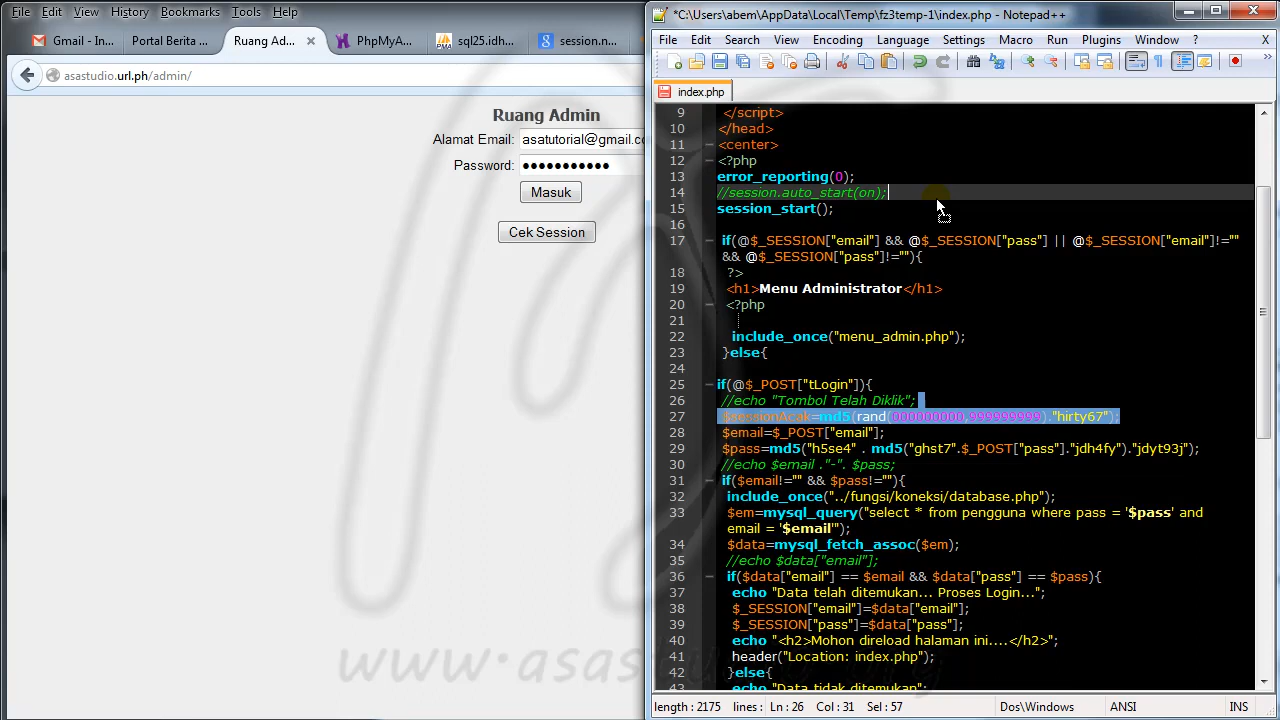 File Edit View History Bookmarks Tools Help
Gmail - In... Portal Berita ... Ruang Ad... PhpMyA... sql25.idh... session.n...
asastudio.url.ph/admin/
Ruang Admin
Alamat Email: asatutorial@gmail.co
Password: ●●●●●●●●●●●
Masuk
Cek Session
*C:\Users\abem\AppData\Local\Temp\fz3temp-1\index.php - Notepad++
File Edit Search View Encoding Language Settings Macro Run Plugins Window ? X
index.php
9 </script>
10 </head>
11 <center>
12 <?php
13 error_reporting(0);
14 //session.auto_start(on);
15 session_start();
16
17 if(@$_SESSION["email"] && @$_SESSION["pass"] || @$_SESSION["email"]!=""
&& @$_SESSION["pass"]!=""){
18 ?>
19 <h1>Menu Administrator</h1>
20 <?php
21
22 include_once("menu_admin.php");
23 }else{
24
25 if(@$_POST["tLogin"]){
26 //echo "Tombol Telah Diklik";
27 $sessionAcak=md5(rand(000000000,999999999)."hirty67");
28 $email=$_POST["email"];
29 $pass=md5("h5se4" . md5("ghst7".$_POST["pass"]."jdh4fy")."jdyt93j");
30 //echo $email ."-". $pass;
31 if($email!="" && $pass!=""){
32 include_once("../fungsi/koneksi/database.php");
33 $em=mysql_query("select * from pengguna where pass = '$pass' and
email = '$email'");
34 $data=mysql_fetch_assoc($em);
35 //echo $data["email"];
36 if($data["email"] == $email && $data["pass"] == $pass){
37 echo "Data telah ditemukan... Proses Login...";
38 $_SESSION["email"]=$data["email"];
39 $_SESSION["pass"]=$data["pass"];
40 echo "<h2>Mohon direload halaman ini....</h2>";
41 header("Location: index.php");
42 }else{
43 echo "Data tidak ditemukan";
length : 2175 lines : Ln : 26 Col : 31 Sel : 57 Dos\Windows ANSI INS